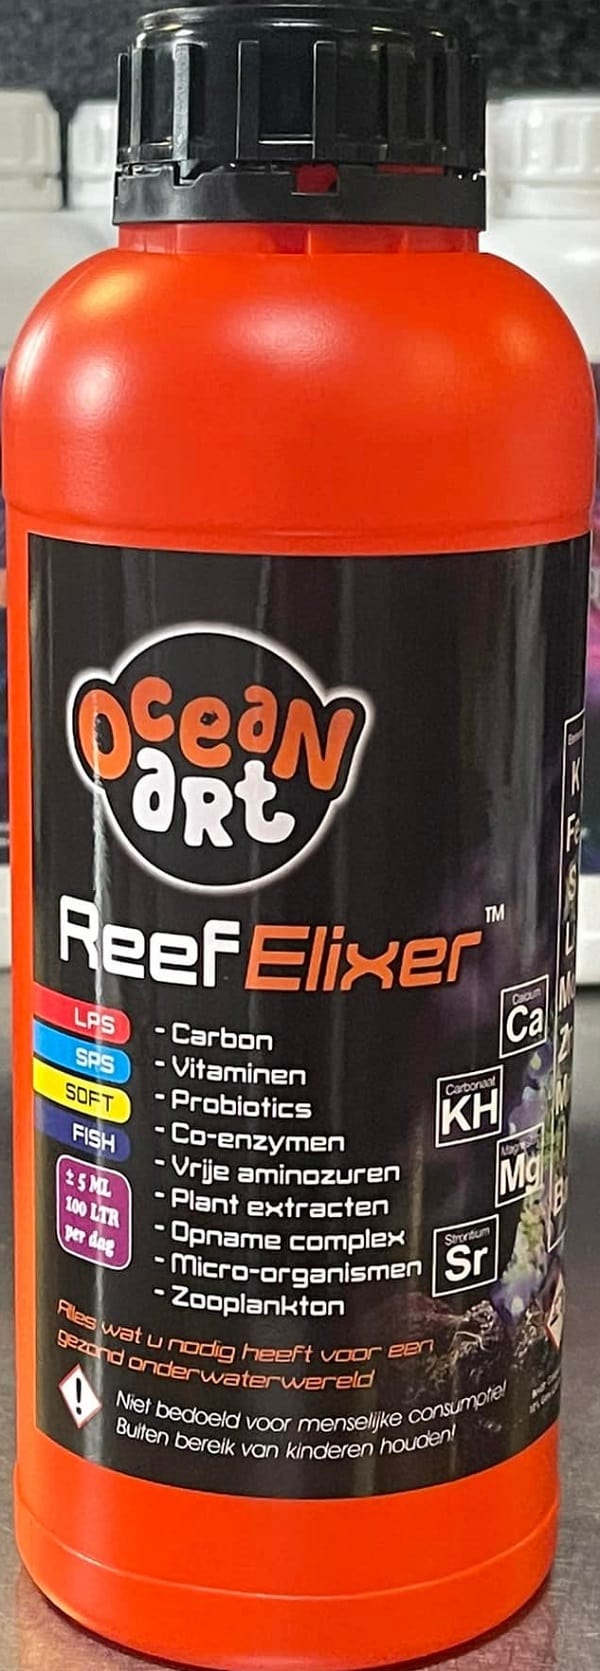 Ocean
art
Reef Elixer™
LPS
SPS
SOFT
FISH
± 5 ML
100 LTR
per dag
- Carbon
- Vitaminen
- Probiotics
- Co-enzymen
- Vrije aminozuren
- Plant extracten
- Opname complex
- Micro-organismen
- Zooplankton
Calcium
Ca
Carbonaat
KH
Mg
Strontium
Sr
K
Alles wat u nodig heeft voor een
gezond onderwaterwereld
Niet bedoeld voor menselijke consumptie!
Buiten bereik van kinderen houden!